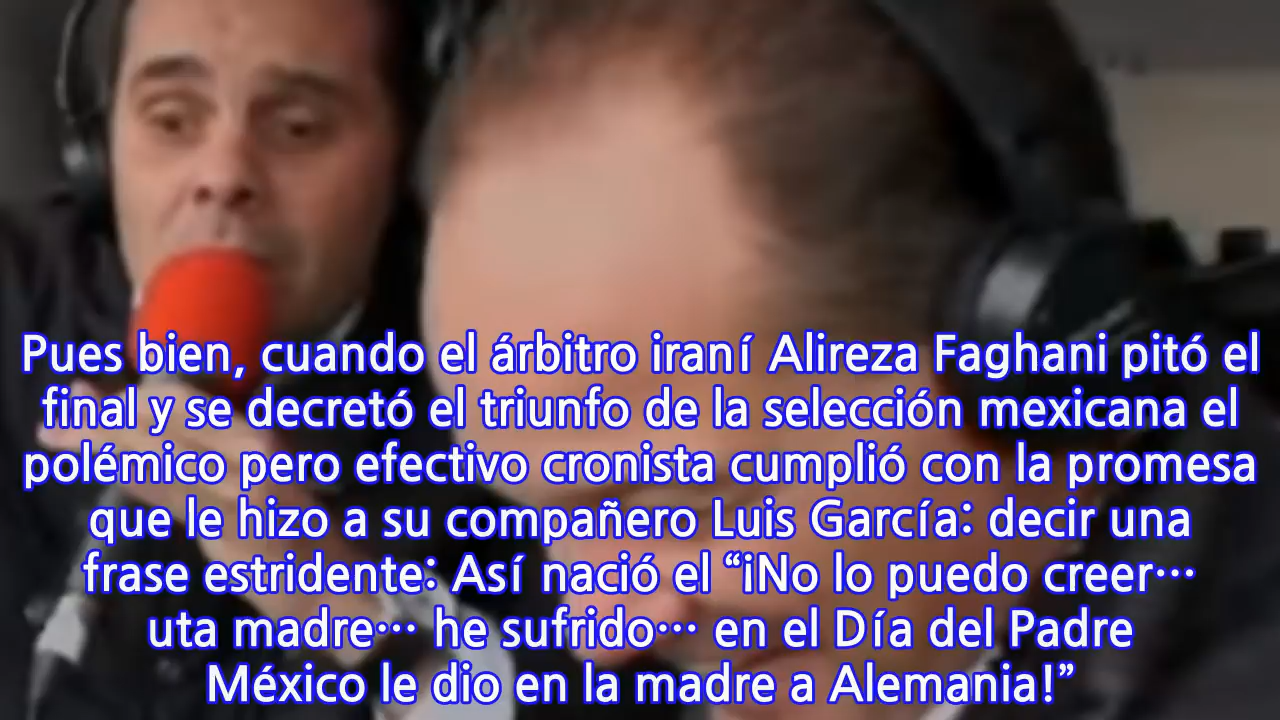 Pues bien, cuando el árbitro iraní Alireza Faghani pitó el
final y se decretó el triunfo de la selección mexicana el
polémico pero efectivo cronista cumplió con la promesa
que le hizo a su compañero Luis García: decir una
frase estridente: Así nació el “¡No lo puedo creer…
uta madre… he sufrido… en el Día del Padre
México le dio en la madre a Alemania!”